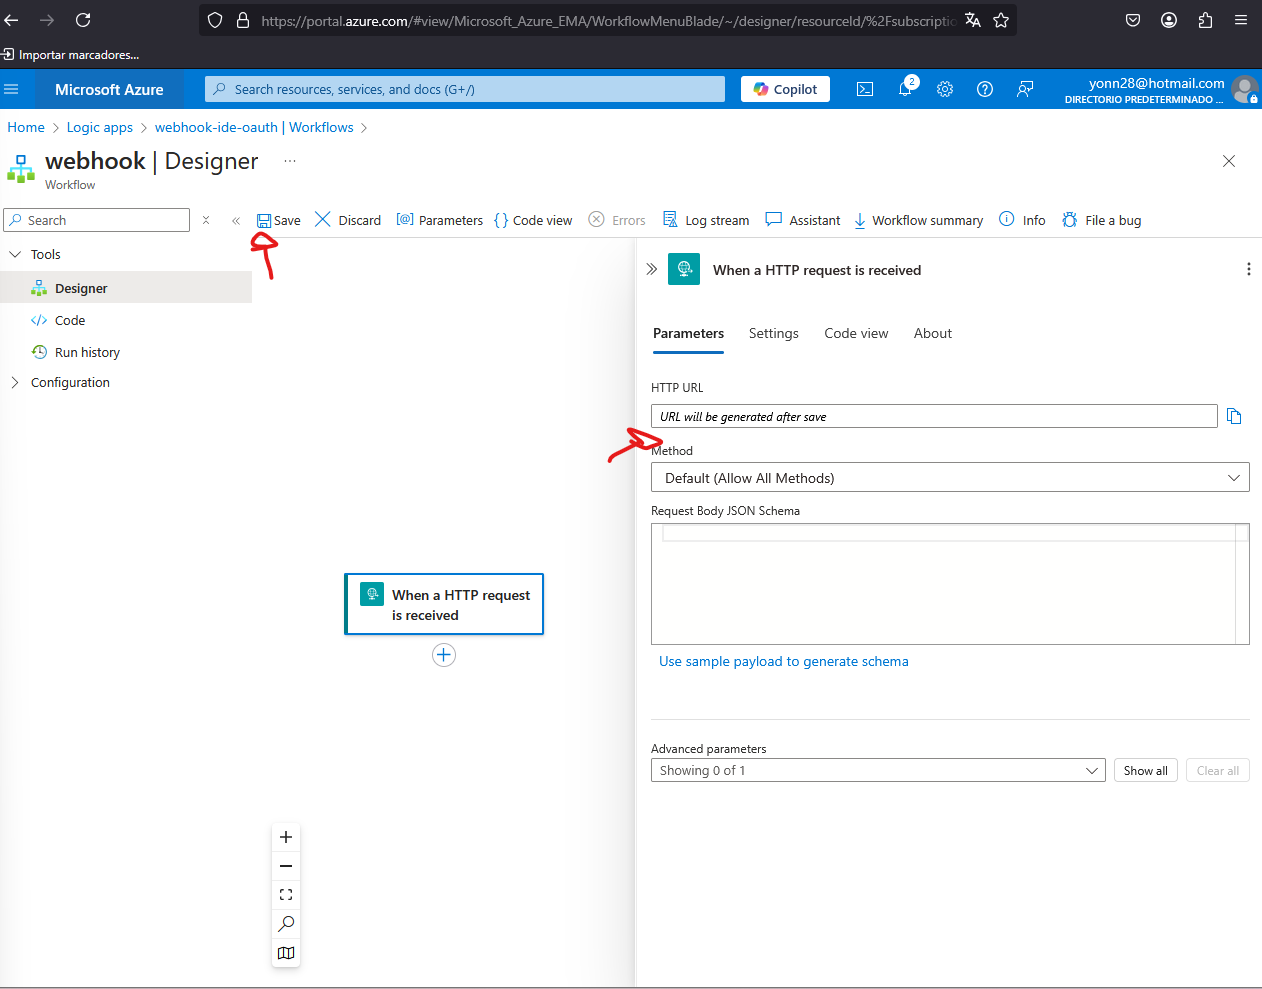 https://portal.azure.com/#view/Microsoft_Azure_EMA/WorkflowMenuBlade/~/designer/resourceId/%2Fsubscriptio
Importar marcadores...
Microsoft Azure
Search resources, services, and docs (G+/)
Copilot
2
yonn28@hotmail.com
DIRECTORIO PREDETERMINADO ...
Home > Logic apps > webhook-ide-oauth | Workflows >
webhook | Designer ...
Workflow
Search
Save
Discard
Parameters
Code view
Errors
Log stream
Assistant
Workflow summary
Info
File a bug
Tools
Designer
Code
Run history
Configuration
When a HTTP request is received
Parameters
Settings
Code view
About
HTTP URL
URL will be generated after save
Method
Default (Allow All Methods)
Request Body JSON Schema
When a HTTP request
is received
Use sample payload to generate schema
Advanced parameters
Showing 0 of 1
Show all
Clear all